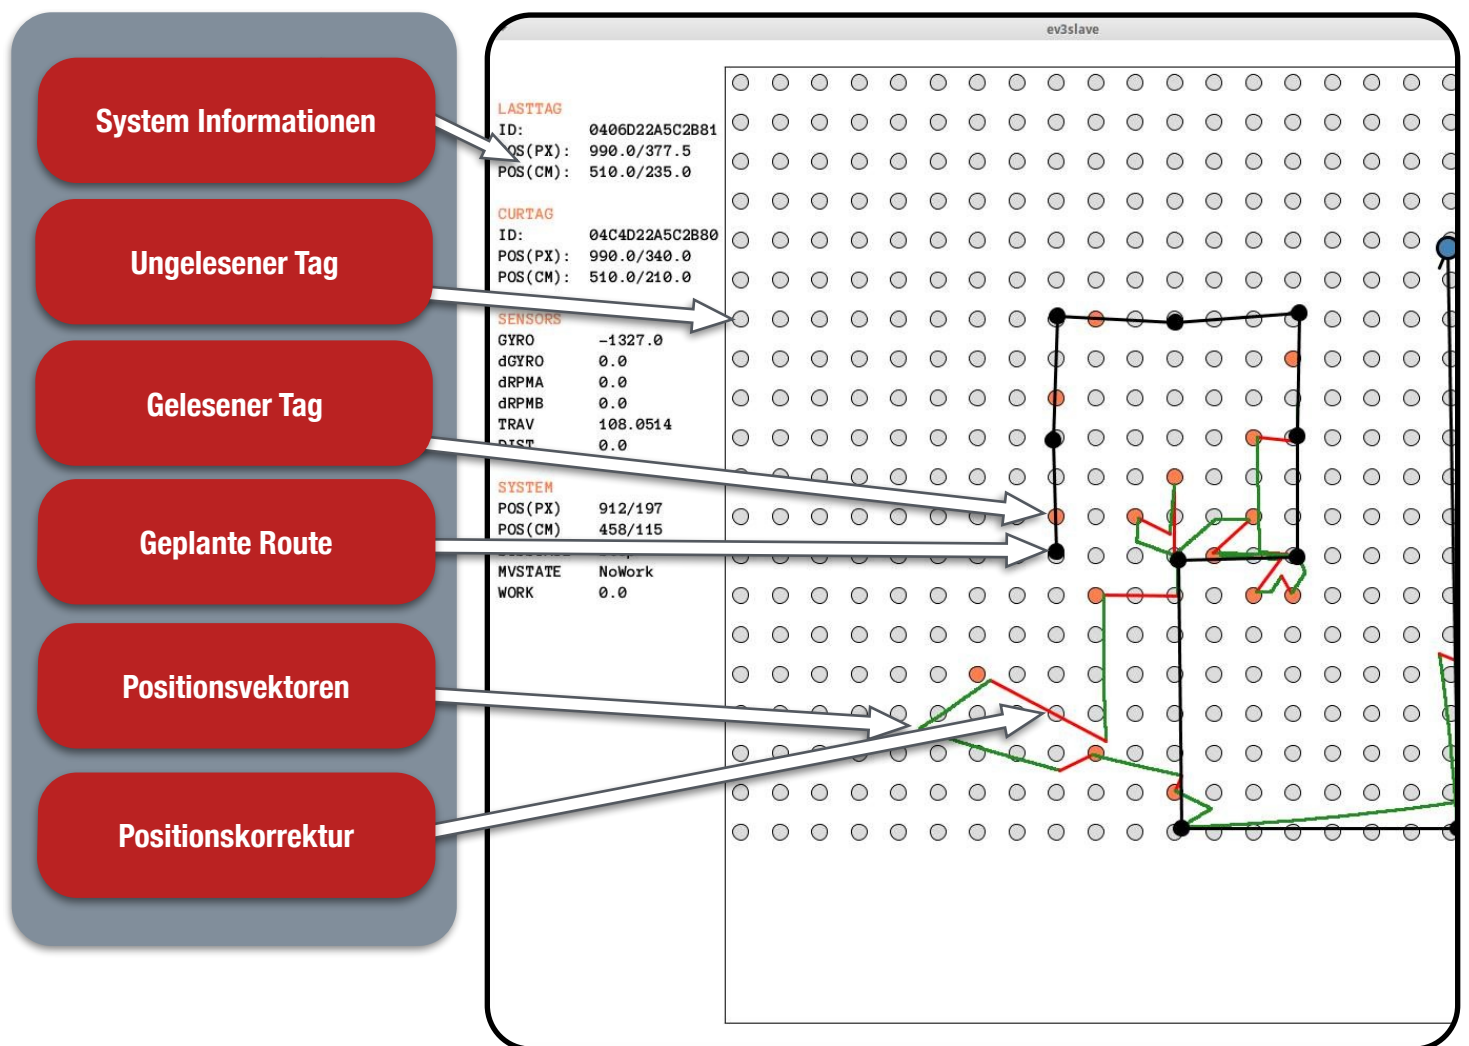 System Informationen
Ungelesener Tag
Gelesener Tag
Geplante Route
Positionsvektoren
Positionskorrektur
ev3slave
LASTTAG
ID: 0406D22A5C2B81
POS(PX): 990.0/377.5
POS(CM): 510.0/235.0
CURTAG
ID: 04C4D22A5C2B80
POS(PX): 990.0/340.0
POS(CM): 510.0/210.0
SENSORS
GYRO -1327.0
dGYRO 0.0
dRPMA 0.0
dRPMB 0.0
TRAV 108.0514
DIST 0.0
SYSTEM
POS(PX) 912/197
POS(CM) 458/115
MVSTATE NoWork
WORK 0.0